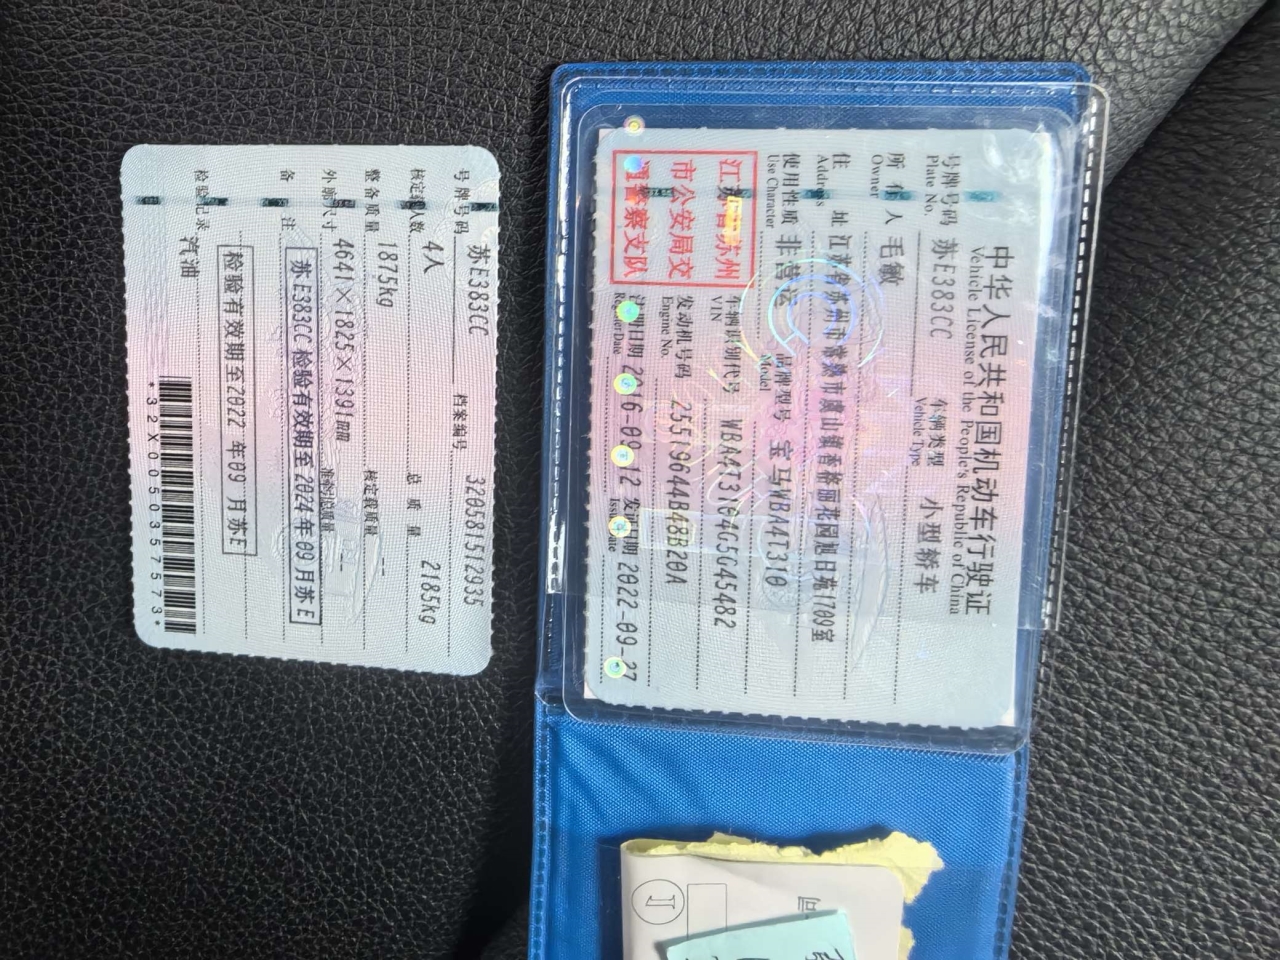 中华人民共和国机动车行驶证
Vehicle License of the People's Republic of China
号牌号码 苏E383CC 车辆类型 小型轿车
Plate No. Vehicle Type
所有人 毛敏
Owner
住址 江苏省苏州市常熟市虞山镇香格丽花园旭日苑1709室
Address
使用性质 非营运 品牌型号 宝马WBA4T310
Use Character Model
江苏省苏州
市公安局交
通警察支队
车辆识别代号
VIN
发动机号码
Engine No.
注册日期 2016-09-12 发证日期 2022-09-27
Register Date Issue Date
号牌号码 苏E383CC 档案编号 320581512935
核定载人数 4人 总质量 2185kg
整备质量 1875kg 核定载质量 --
外廓尺寸 4641×1825×1391mm 准牵引总质量 --
备注 苏E383CC 检验有效期至2024年09月苏E
检验有效期至2022年09月苏E
检验记录 汽油
*32X0050357573*